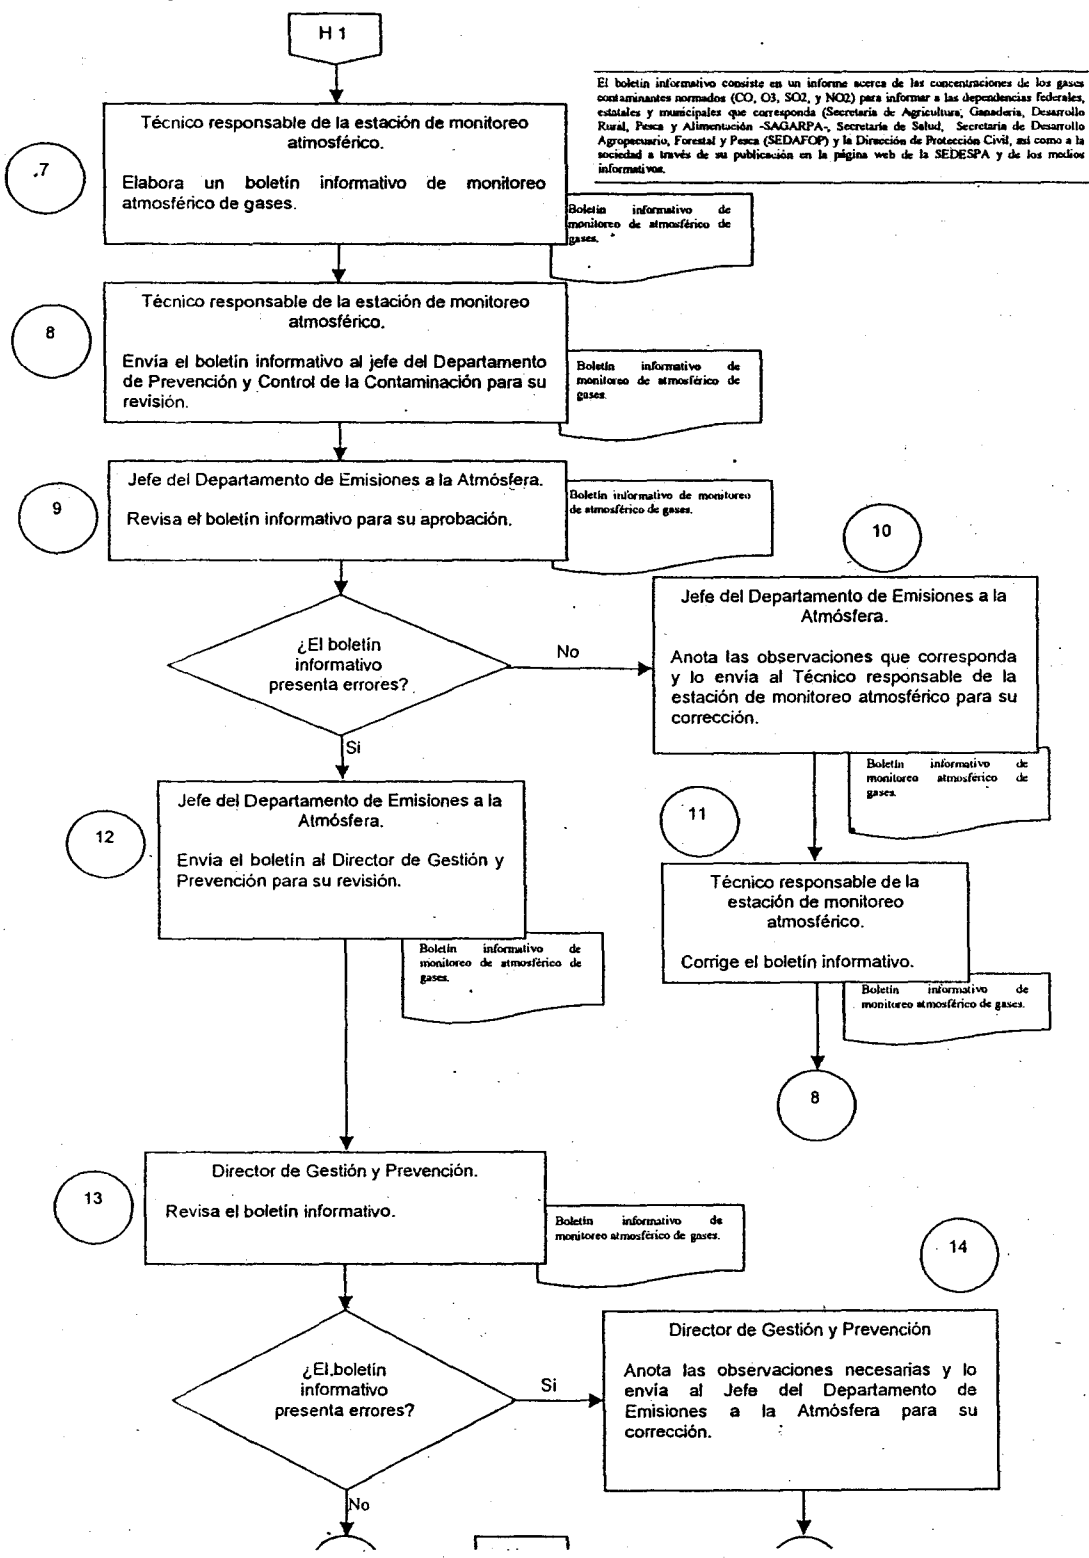 H 1
El boletín informativo consiste en un informe acerca de las concentraciones de los gases
contaminantes normados (CO, O3, SO2, y NO2) para informar a las dependencias federales,
estatales y municipales que corresponda (Secretaría de Agricultura, Ganadería, Desarrollo
Rural, Pesca y Alimentación -SAGARPA-, Secretaría de Salud, Secretaría de Desarrollo
Agropecuario, Forestal y Pesca (SEDAFOP) y la Dirección de Protección Civil, así como a la
sociedad a través de su publicación en la página web de la SEDESPA y de los medios
informativos.
.7
Técnico responsable de la estación de monitoreo
atmosférico.
Elabora un boletín informativo de monitoreo
atmosférico de gases.
Boletín informativo de
monitoreo de atmosférico de
gases.
8
Técnico responsable de la estación de monitoreo
atmosférico.
Envía el boletín informativo al jefe del Departamento
de Prevención y Control de la Contaminación para su
revisión.
Boletín informativo de
monitoreo de atmosférico de
gases.
9
Jefe del Departamento de Emisiones a la Atmósfera.
Revisa el boletín informativo para su aprobación.
Boletín informativo de monitoreo
de atmosférico de gases.
10
Jefe del Departamento de Emisiones a la
Atmósfera.
Anota las observaciones que corresponda
y lo envía al Técnico responsable de la
estación de monitoreo atmosférico para su
corrección.
¿El boletín
informativo
presenta errores?
No
Si
Boletín informativo de
monitoreo atmosférico de
gases.
12
Jefe del Departamento de Emisiones a la
Atmósfera.
Envía el boletín al Director de Gestión y
Prevención para su revisión.
Boletín informativo de
monitoreo de atmosférico de
gases.
11
Técnico responsable de la
estación de monitoreo
atmosférico.
Corrige el boletín informativo.
Boletín informativo de
monitoreo atmosférico de gases.
8
13
Director de Gestión y Prevención.
Revisa el boletín informativo.
Boletín informativo de
monitoreo atmosférico de gases.
14
Director de Gestión y Prevención
Anota las observaciones necesarias y lo
envía al Jefe del Departamento de
Emisiones a la Atmósfera para su
corrección.
¿El.boletín
informativo
presenta errores?
Si
No